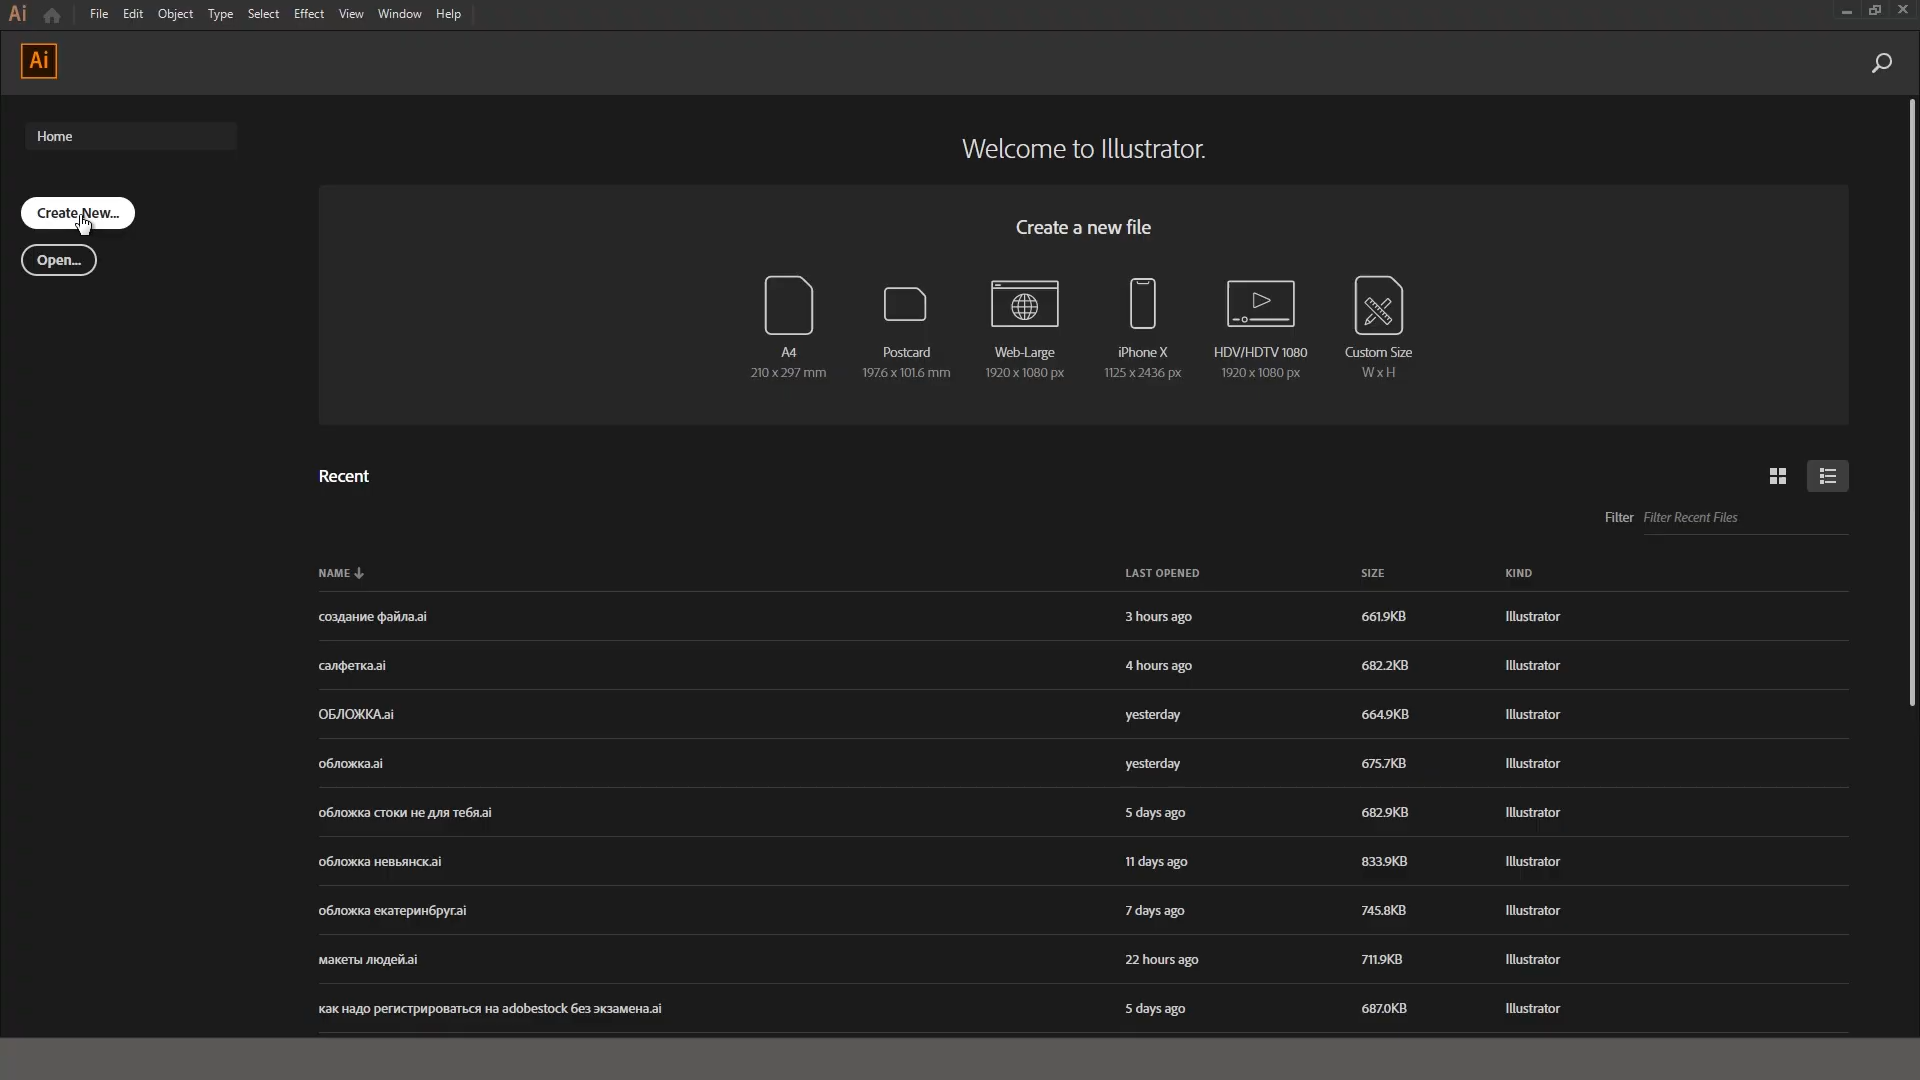 Ai File Edit Object Type Select Effect View Window Help
Ai
Home
Welcome to Illustrator.
Create New...
Open...
Create a new file
A4 Postcard Web-Large iPhone X HDV/HDTV 1080 Custom Size
210 x 297 mm 197.6 x 101.6 mm 1920 x 1080 px 1125 x 2436 px 1920 x 1080 px W x H
Recent
Filter Filter Recent Files
NAME LAST OPENED SIZE KIND
создание файла.ai 3 hours ago 661.9KB Illustrator
салфетка.ai 4 hours ago 682.2KB Illustrator
ОБЛОЖКА.ai yesterday 664.9KB Illustrator
обложка.ai yesterday 675.7KB Illustrator
обложка стоки не для тебя.ai 5 days ago 682.9KB Illustrator
обложка невьянск.ai 11 days ago 833.9KB Illustrator
обложка екатеринбруг.ai 7 days ago 745.8KB Illustrator
макеты людей.ai 22 hours ago 711.9KB Illustrator
как надо регистрироваться на adobestock без экзамена.ai 5 days ago 687.0KB Illustrator